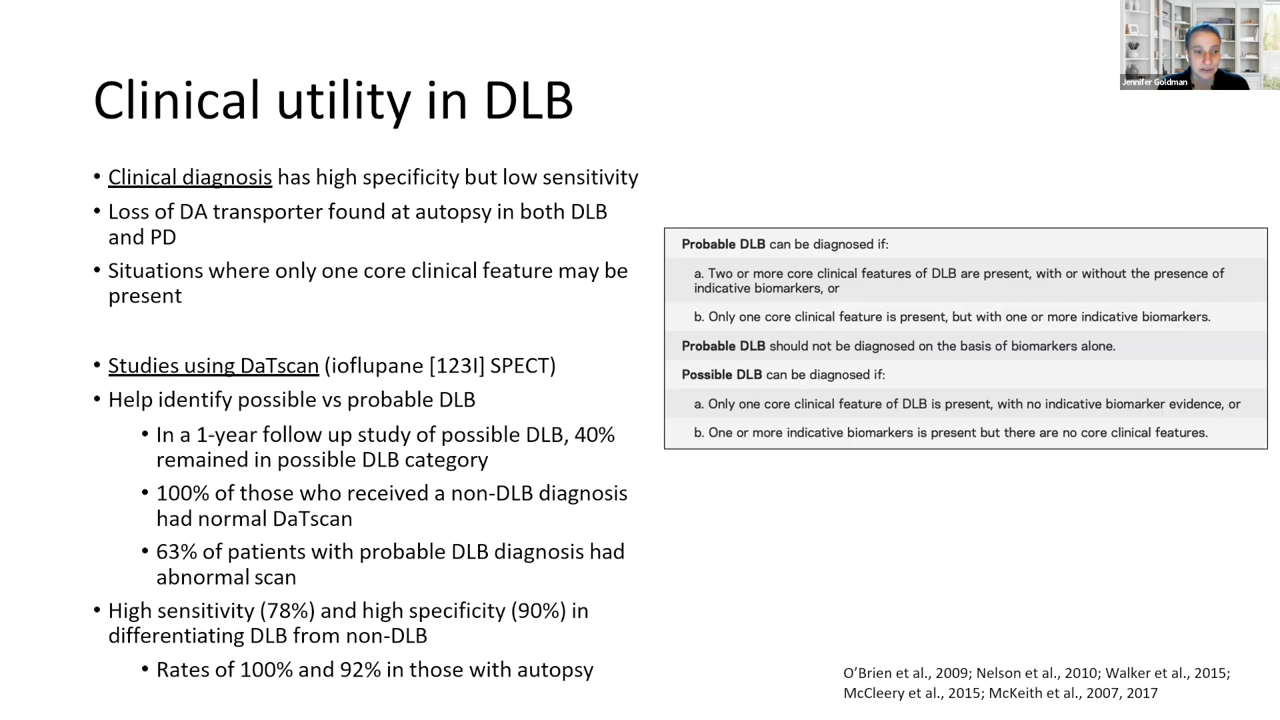 Jennifer Goldman
Clinical utility in DLB
• Clinical diagnosis has high specificity but low sensitivity
• Loss of DA transporter found at autopsy in both DLB
and PD
• Situations where only one core clinical feature may be
present
• Studies using DaTscan (ioflupane [123I] SPECT)
• Help identify possible vs probable DLB
• In a 1-year follow up study of possible DLB, 40%
remained in possible DLB category
• 100% of those who received a non-DLB diagnosis
had normal DaTscan
• 63% of patients with probable DLB diagnosis had
abnormal scan
• High sensitivity (78%) and high specificity (90%) in
differentiating DLB from non-DLB
• Rates of 100% and 92% in those with autopsy
Probable DLB can be diagnosed if:
a. Two or more core clinical features of DLB are present, with or without the presence of
indicative biomarkers, or
b. Only one core clinical feature is present, but with one or more indicative biomarkers.
Probable DLB should not be diagnosed on the basis of biomarkers alone.
Possible DLB can be diagnosed if:
a. Only one core clinical feature of DLB is present, with no indicative biomarker evidence, or
b. One or more indicative biomarkers is present but there are no core clinical features.
O’Brien et al., 2009; Nelson et al., 2010; Walker et al., 2015;
McCleery et al., 2015; McKeith et al., 2007, 2017